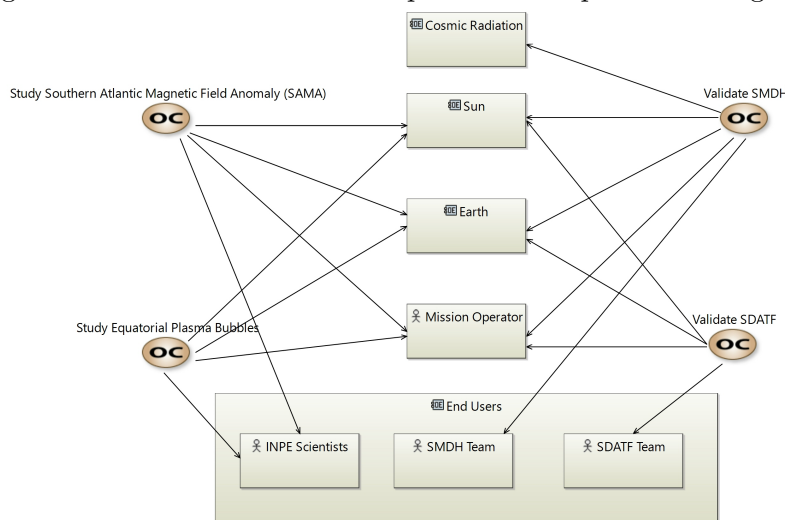 Cosmic Radiation
Study Southern Atlantic Magnetic Field Anomaly (SAMA)
Validate SMDH
OE Sun
OC
OC
Earth
Mission Operator
Study Equatorial Plasma Bubbles
Validate SDATF
OC
OC
End Users
INPE Scientists
SMDH Team
SDATF Team